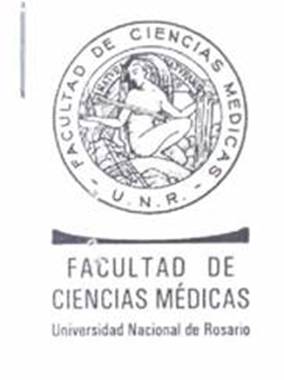 FACULTAD DE CIENCIAS MEDICAS
- U.N.R. -
FACULTAD DE
CIENCIAS MÉDICAS
Universidad Nacional de Rosario